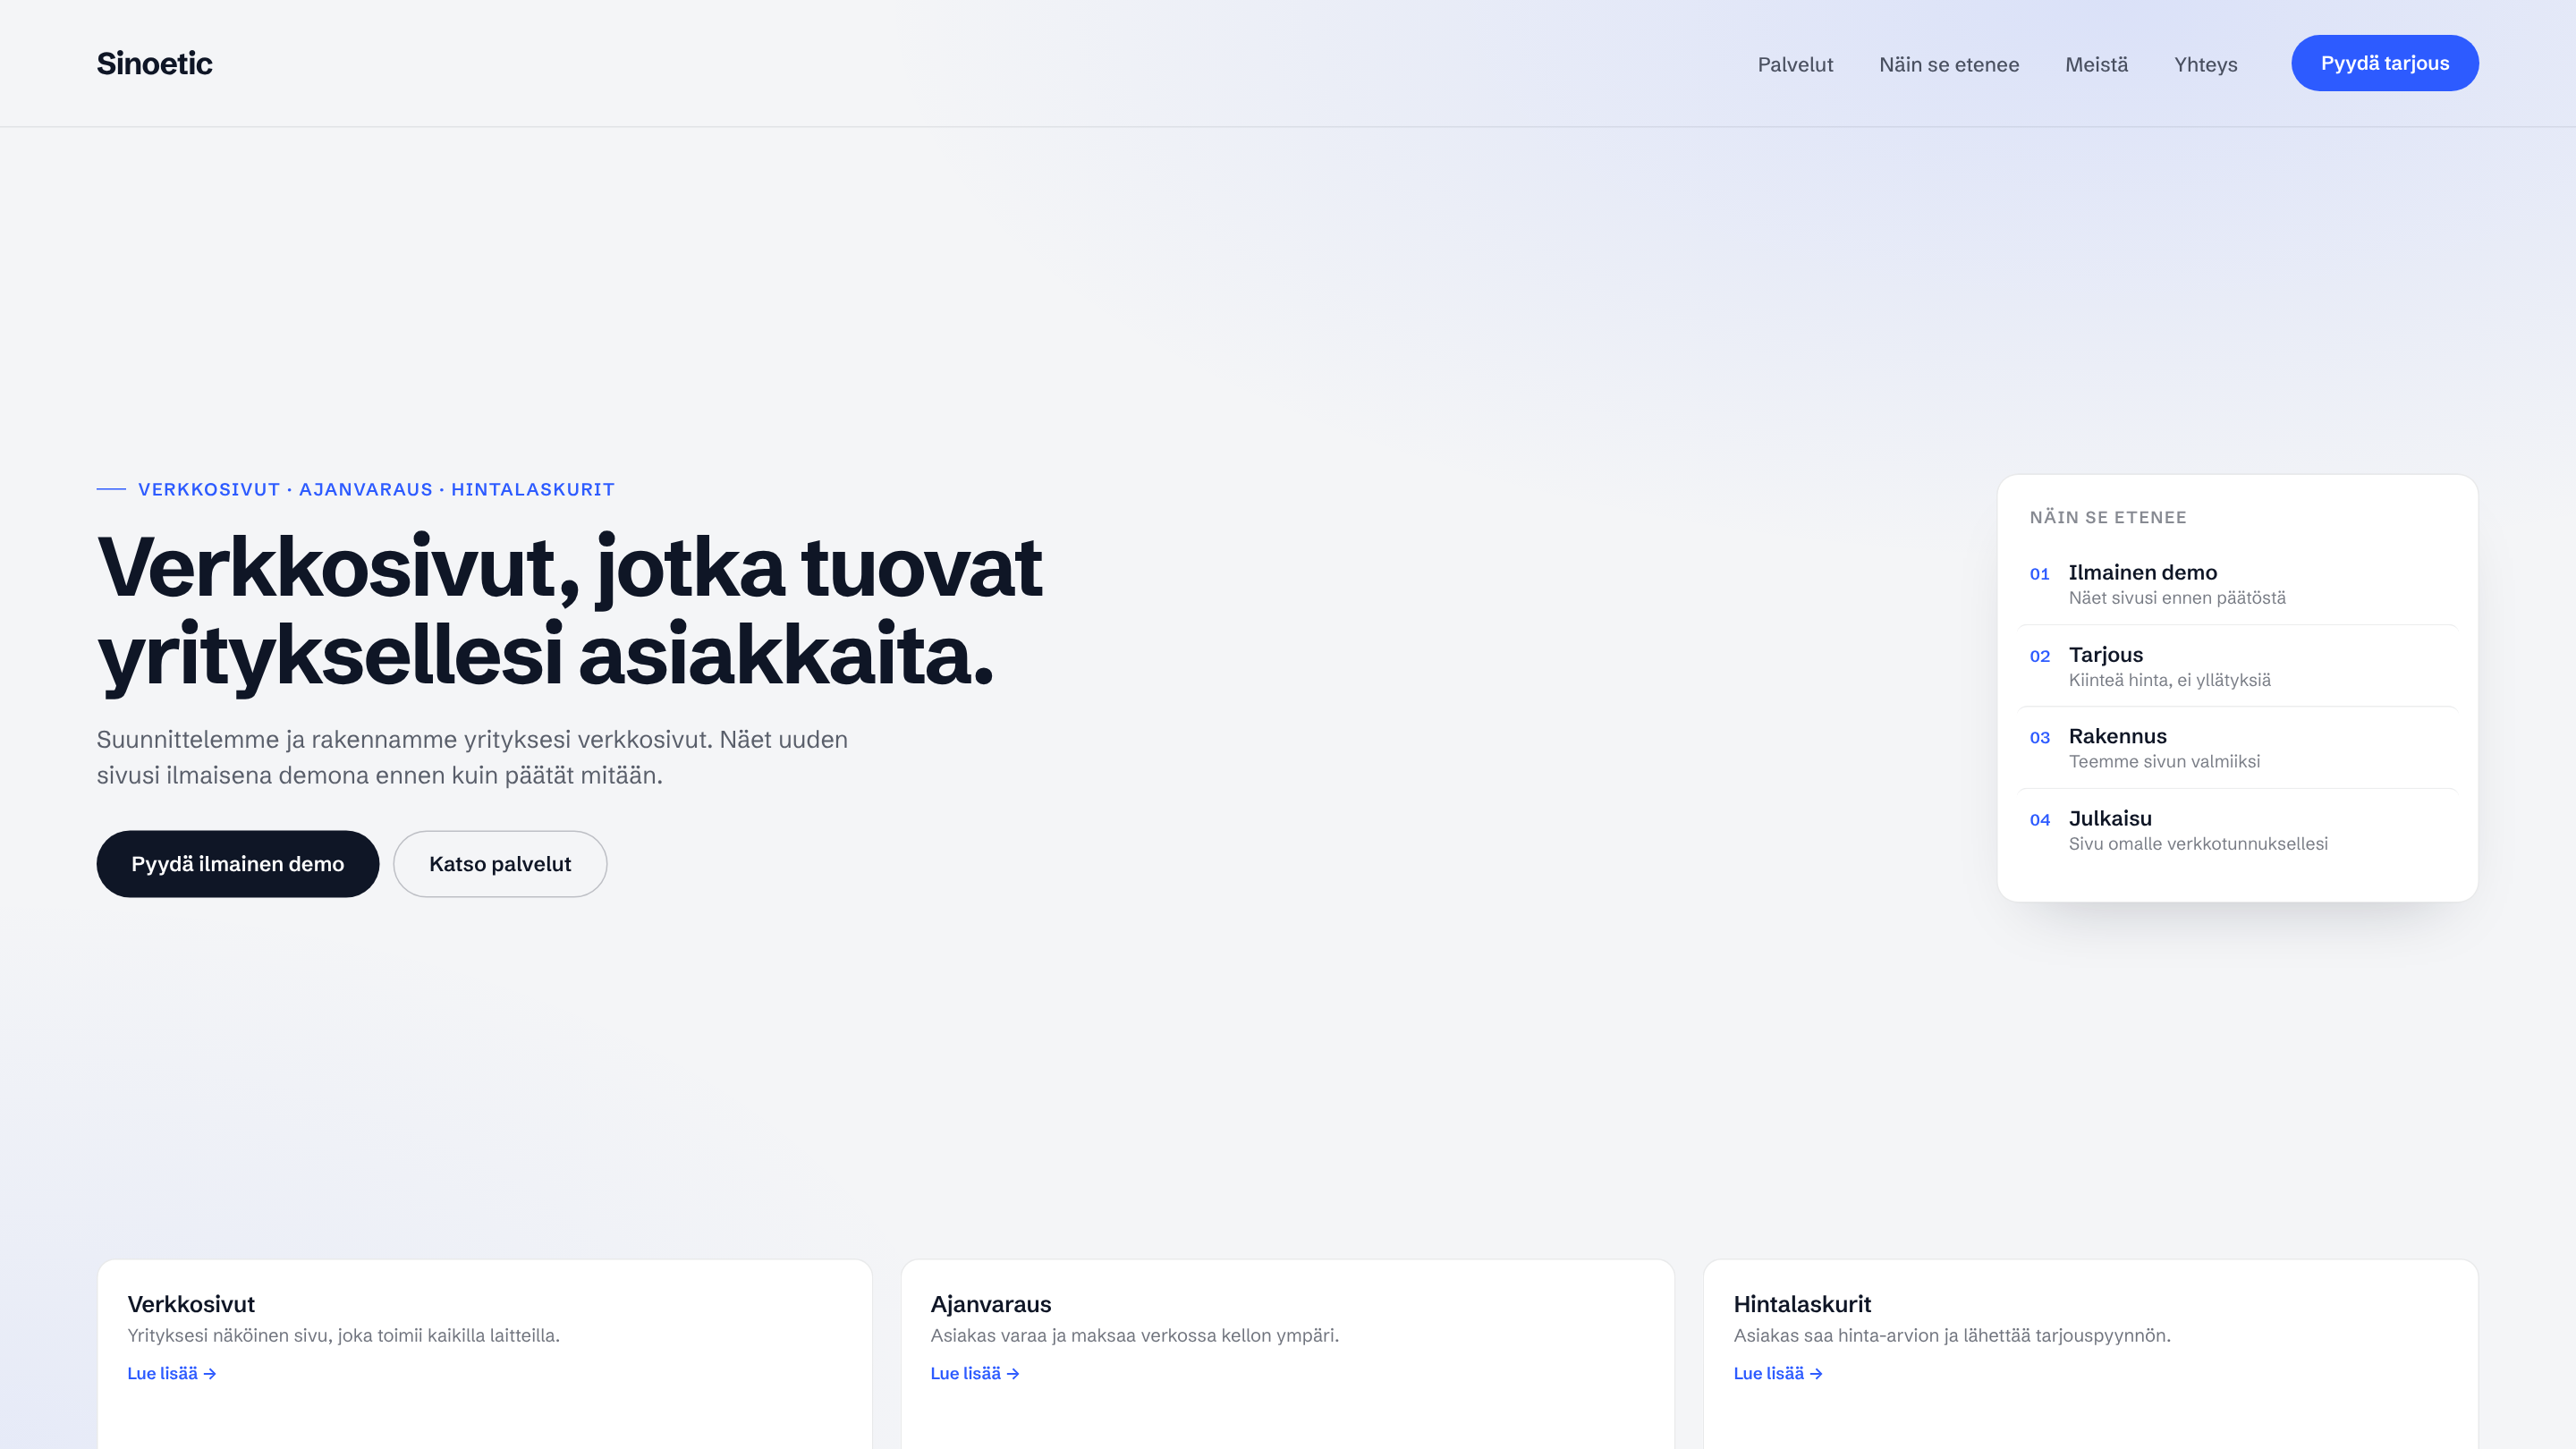 Sinoetic
Palvelut
Näin se etenee
Meistä
Yhteys
Pyydä tarjous
VERKKOSIVUT · AJANVARAUS · HINTALASKURIT
Verkkosivut, jotka tuovat
yrityksellesi asiakkaita.
Suunnittelemme ja rakennamme yrityksesi verkkosivut. Näet uuden
sivusi ilmaisena demona ennen kuin päätät mitään.
Pyydä ilmainen demo
Katso palvelut
NÄIN SE ETENEE
01 Ilmainen demo
Näet sivusi ennen päätöstä
02 Tarjous
Kiinteä hinta, ei yllätyksiä
03 Rakennus
Teemme sivun valmiiksi
04 Julkaisu
Sivu omalle verkkotunnuksellesi
Verkkosivut
Yrityksesi näköinen sivu, joka toimii kaikilla laitteilla.
Lue lisää →
Ajanvaraus
Asiakas varaa ja maksaa verkossa kellon ympäri.
Lue lisää →
Hintalaskurit
Asiakas saa hinta-arvion ja lähettää tarjouspyynnön.
Lue lisää →